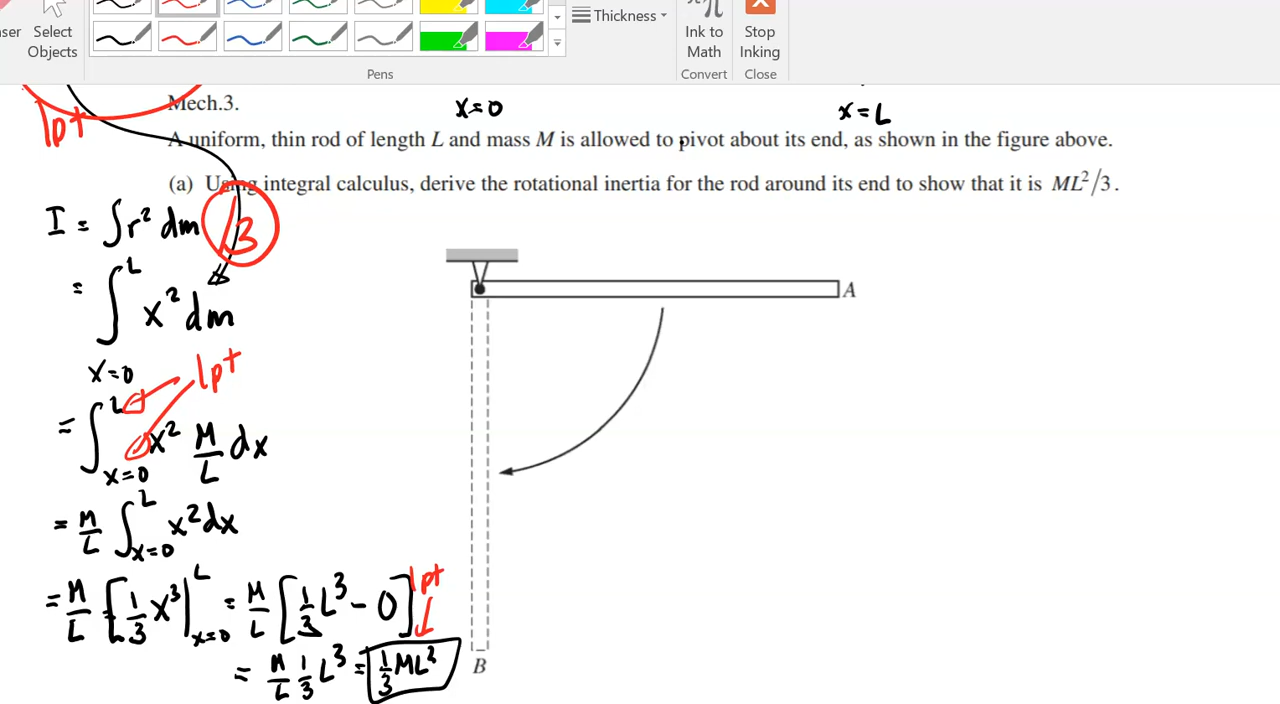 Select
Objects
Thickness
Ink to
Math
Stop
Inking
Pens
Convert
Close
1pt
Mech.3.
x=0
x=L
A uniform, thin rod of length L and mass M is allowed to pivot about its end, as shown in the figure above.
(a) Using integral calculus, derive the rotational inertia for the rod around its end to show that it is ML²/3.
I = ∫r² dm
/3
= ∫_{x=0}^{L} x² dm
1pt
= ∫_{x=0}^{L} x² M/L dx
= M/L ∫_{x=0}^{L} x² dx
= M/L [1/3 x³|_{x=0}^{L} = M/L [1/3 L³ - 0]
1pt
= M/L 1/3 L³ = 1/3 ML²
A
B